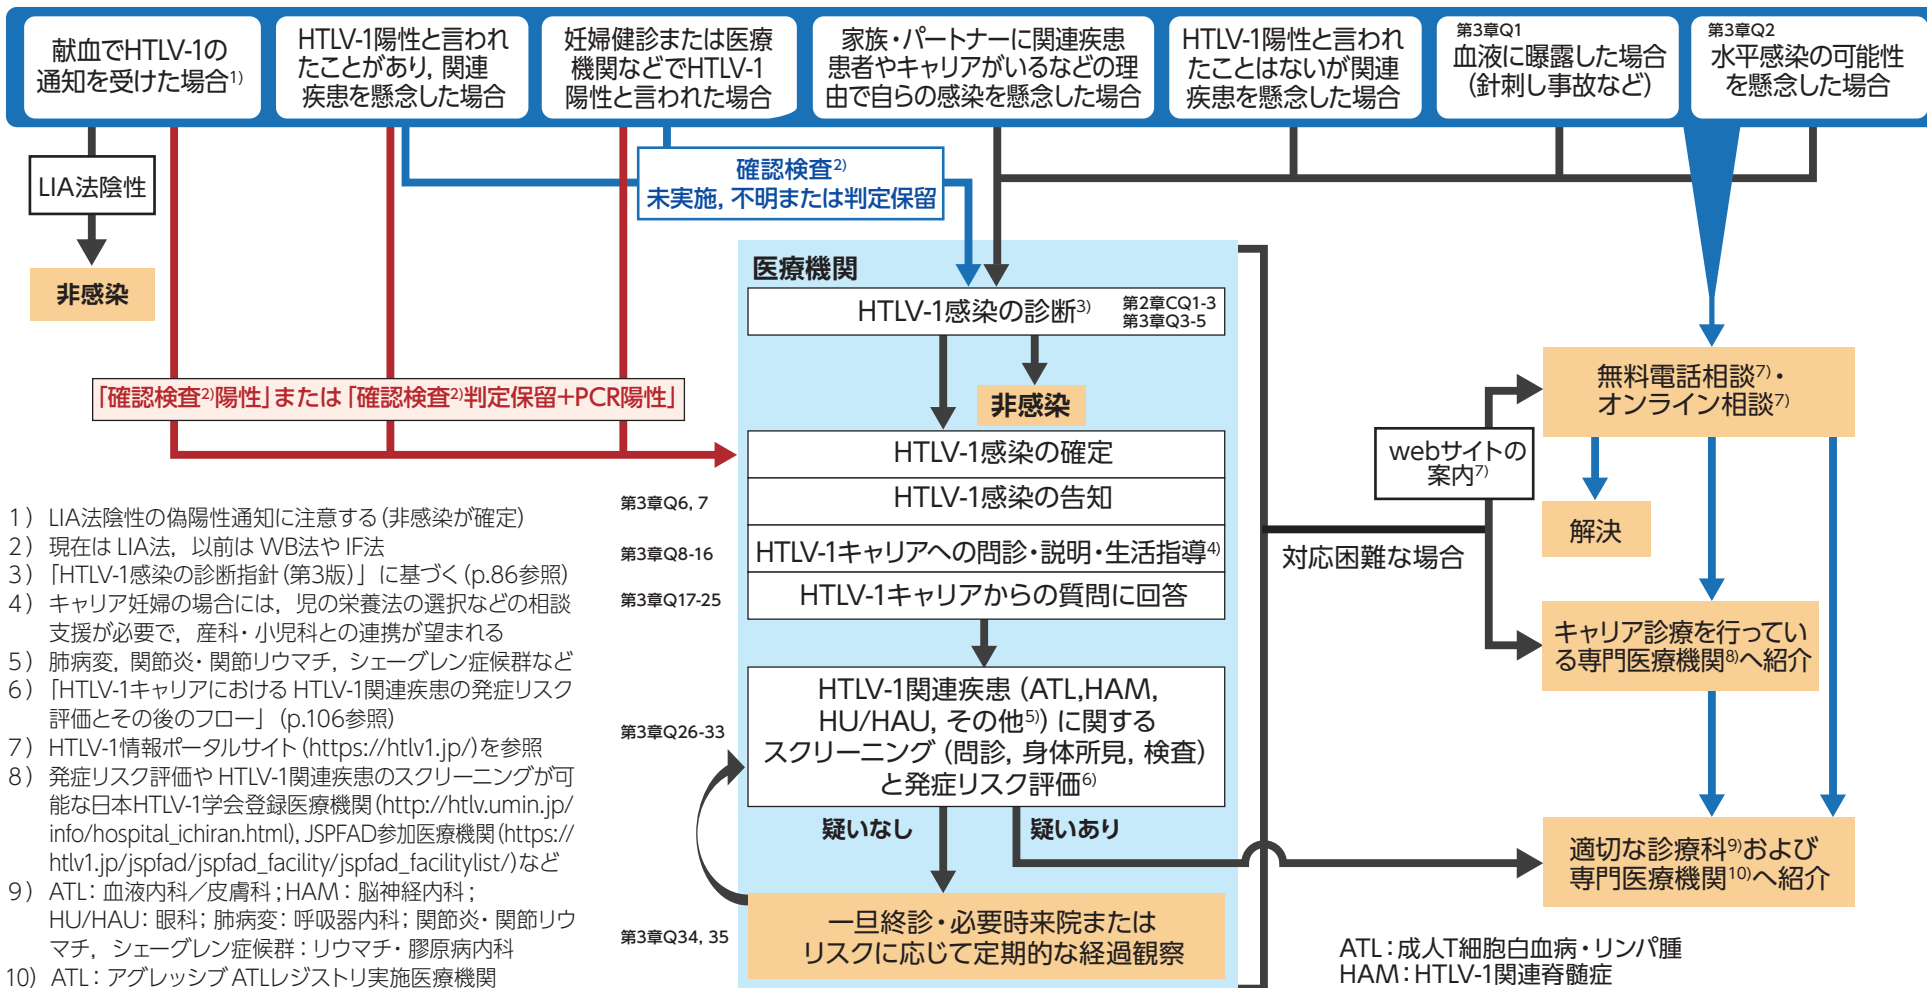 献血でHTLV-1の
通知を受けた場合1)
HTLV-1陽性と言われ
たことがあり，関連
疾患を懸念した場合
妊婦健診または医療
機関などでHTLV-1
陽性と言われた場合
家族・パートナーに関連疾患
患者やキャリアがいるなどの理
由で自らの感染を懸念した場合
HTLV-1陽性と言われ
たことはないが関連
疾患を懸念した場合
第3章Q1
血液に曝露した場合
（針刺し事故など）
第3章Q2
水平感染の可能性
を懸念した場合
LIA法陰性
非感染
確認検査2)
未実施，不明または判定保留
「確認検査2)陽性」または「確認検査2)判定保留+PCR陽性」
医療機関
HTLV-1感染の診断3)
第2章CQ1-3
第3章Q3-5
非感染
HTLV-1感染の確定
HTLV-1感染の告知
第3章Q6, 7
HTLV-1キャリアへの問診・説明・生活指導4)
第3章Q8-16
HTLV-1キャリアからの質問に回答
第3章Q17-25
HTLV-1関連疾患（ATL,HAM,
HU/HAU, その他5)）に関する
スクリーニング（問診，身体所見，検査）
と発症リスク評価6)
第3章Q26-33
疑いなし
疑いあり
一旦終診・必要時来院または
リスクに応じて定期的な経過観察
第3章Q34, 35
対応困難な場合
webサイトの
案内7)
無料電話相談7)・
オンライン相談7)
解決
キャリア診療を行ってい
る専門医療機関8)へ紹介
適切な診療科9)および
専門医療機関10)へ紹介
1） LIA法陰性の偽陽性通知に注意する（非感染が確定）
2） 現在は LIA法，以前は WB法や IF法
3） 「HTLV-1感染の診断指針（第3版）」に基づく（p.86参照）
4） キャリア妊婦の場合には，児の栄養法の選択などの相談
支援が必要で，産科・小児科との連携が望まれる
5） 肺病変，関節炎・関節リウマチ，シェーグレン症候群など
6） 「HTLV-1キャリアにおける HTLV-1関連疾患の発症リスク
評価とその後のフロー」（p.106参照）
7） HTLV-1情報ポータルサイト（https://htlv1.jp/）を参照
8） 発症リスク評価や HTLV-1関連疾患のスクリーニングが可
能な日本HTLV-1学会登録医療機関（http://htlv.umin.jp/
info/hospital_ichiran.html), JSPFAD参加医療機関（https://
htlv1.jp/jspfad/jspfad_facility/jspfad_facilitylist/）など
9） ATL：血液内科／皮膚科；HAM：脳神経内科；
HU/HAU：眼科；肺病変：呼吸器内科；関節炎・関節リウ
マチ，シェーグレン症候群：リウマチ・膠原病内科
10） ATL：アグレッシブ ATLレジストリ実施医療機関
ATL：成人T細胞白血病・リンパ腫
HAM：HTLV-1関連脊髄症